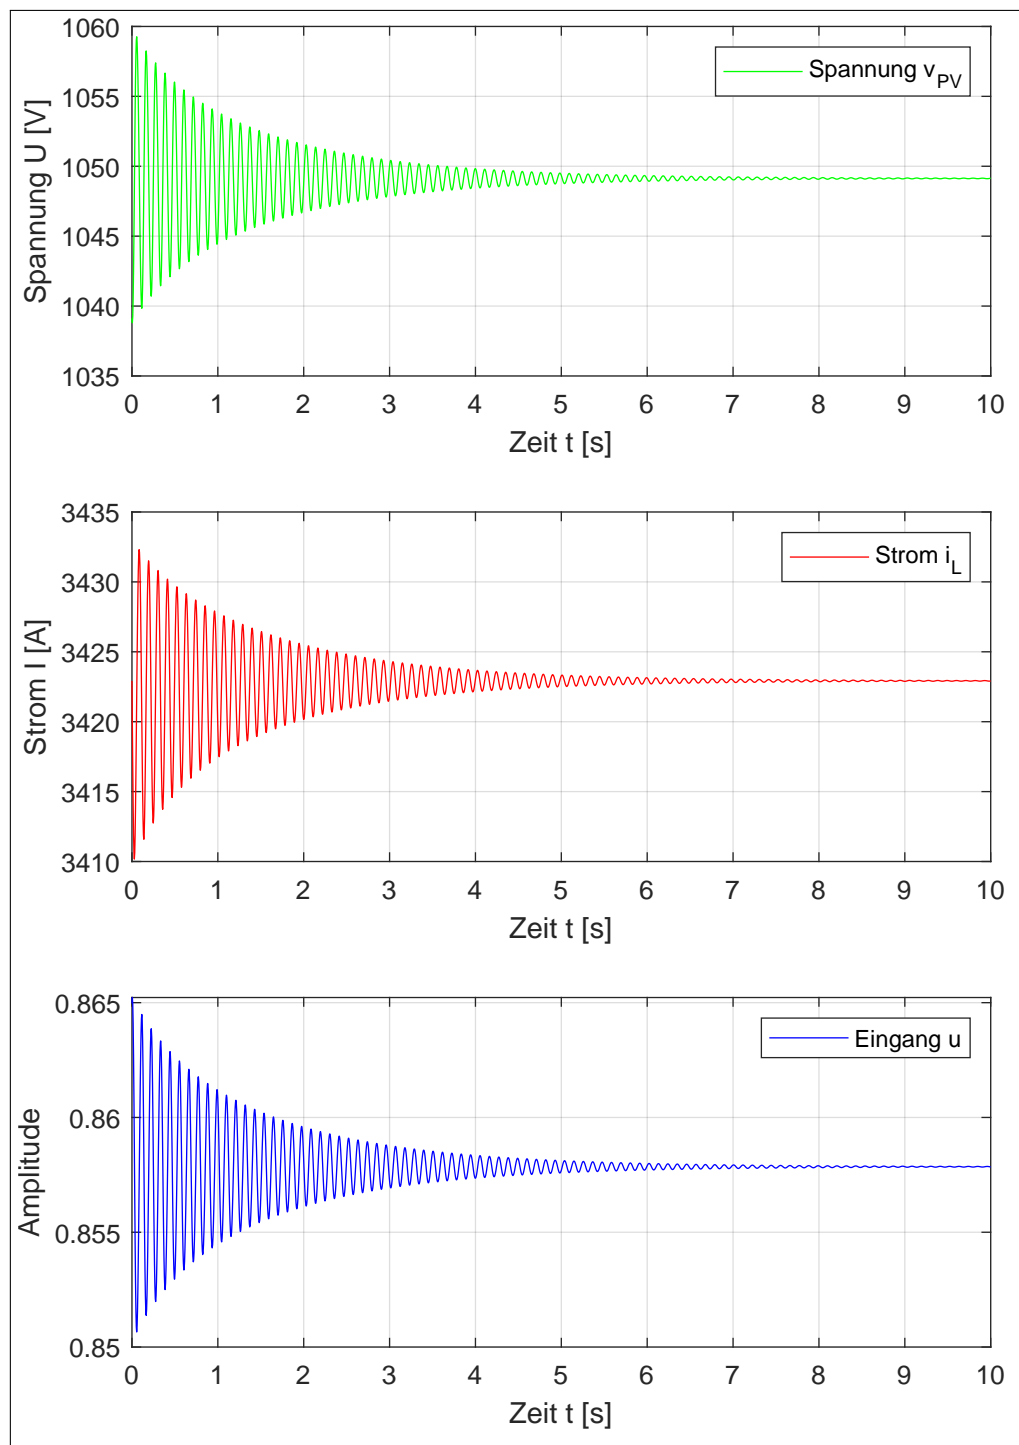 1060
1055
1050
1045
1040
1035
Spannung U [V]
Spannung v_PV
0 1 2 3 4 5 6 7 8 9 10
Zeit t [s]
3435
3430
3425
3420
3415
3410
Strom I [A]
Strom i_L
0 1 2 3 4 5 6 7 8 9 10
Zeit t [s]
0.865
0.86
0.855
0.85
Amplitude
Eingang u
0 1 2 3 4 5 6 7 8 9 10
Zeit t [s]